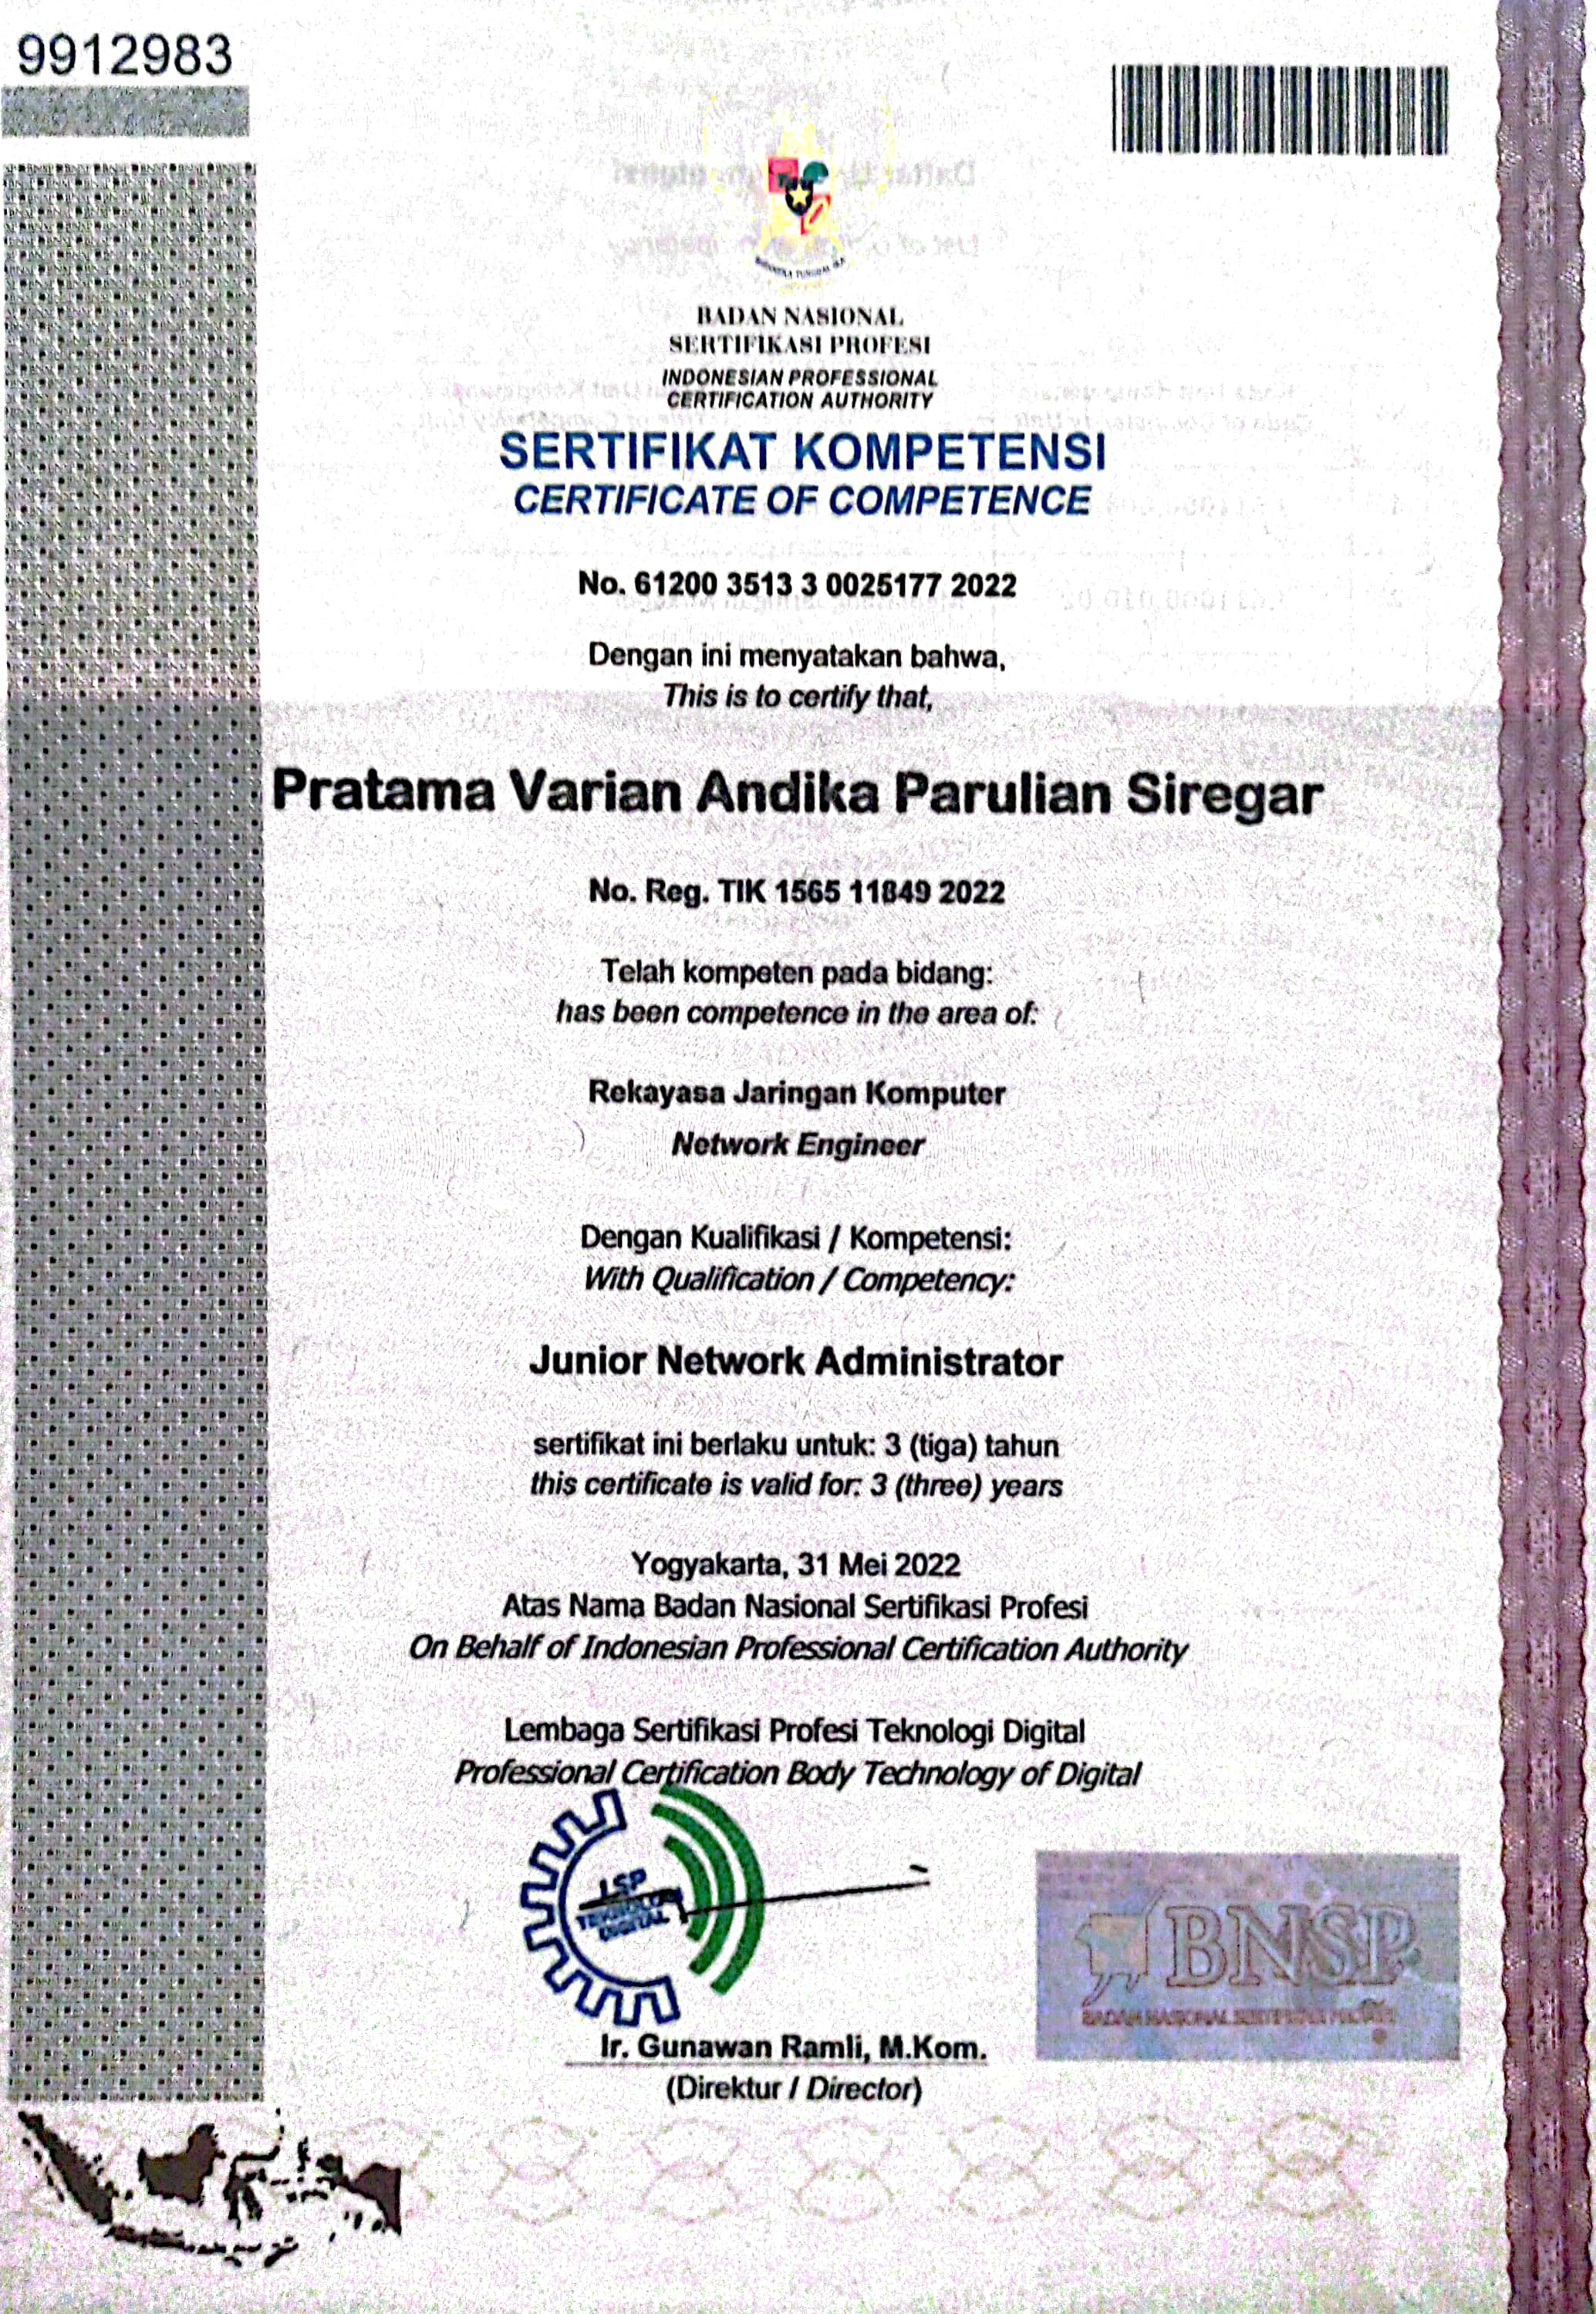 9912983
BADAN NASIONAL
SERTIFIKASI PROFESI
INDONESIAN PROFESSIONAL
CERTIFICATION AUTHORITY
SERTIFIKAT KOMPETENSI
CERTIFICATE OF COMPETENCE
No. 61200 3513 3 0025177 2022
Dengan ini menyatakan bahwa,
This is to certify that,
Pratama Varian Andika Parulian Siregar
No. Reg. TIK 1565 11849 2022
Telah kompeten pada bidang:
has been competence in the area of:
Rekayasa Jaringan Komputer
Network Engineer
Dengan Kualifikasi / Kompetensi:
With Qualification / Competency:
Junior Network Administrator
sertifikat ini berlaku untuk: 3 (tiga) tahun
this certificate is valid for: 3 (three) years
Yogyakarta, 31 Mei 2022
Atas Nama Badan Nasional Sertifikasi Profesi
On Behalf of Indonesian Professional Certification Authority
Lembaga Sertifikasi Profesi Teknologi Digital
Professional Certification Body Technology of Digital
LSP
TEKNOLOGI
DIGITAL
BNSP
BADAN NASIONAL SERTIFIKASI PROFESI
Ir. Gunawan Ramli, M.Kom.
(Direktur / Director)